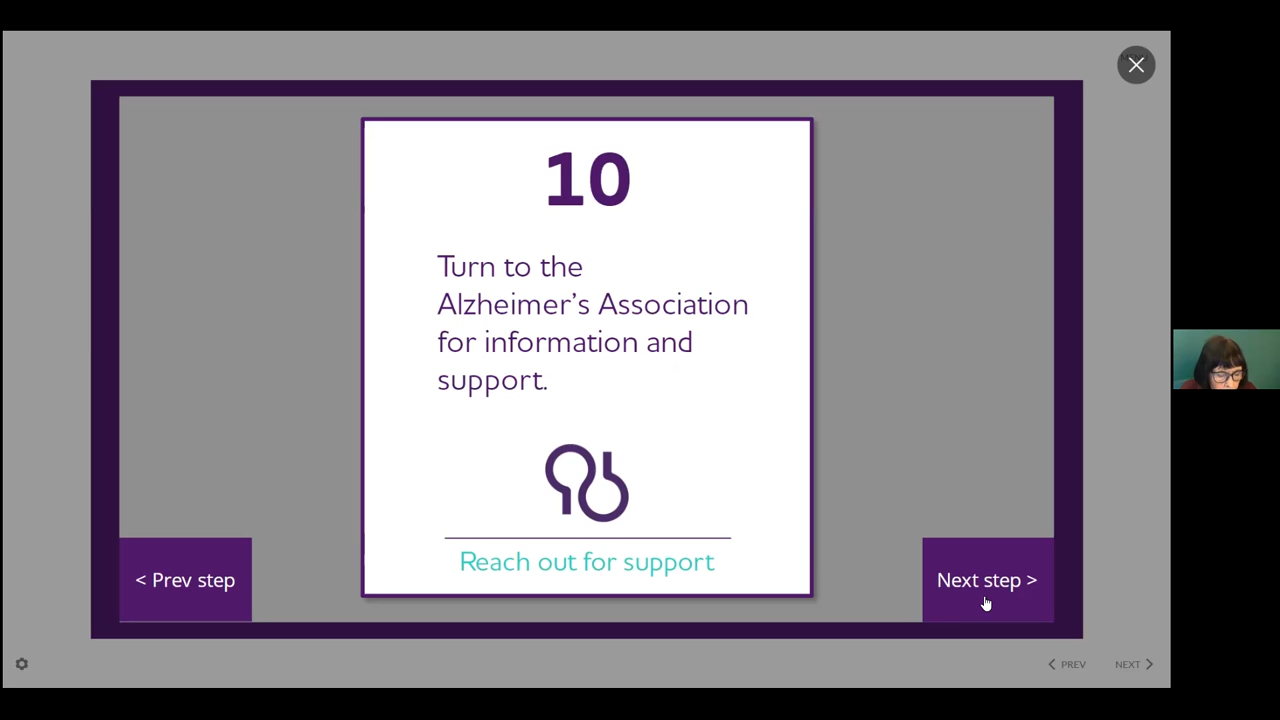 10
Turn to the
Alzheimer’s Association
for information and
support.
Reach out for support
< Prev step
Next step >
PREV
NEXT